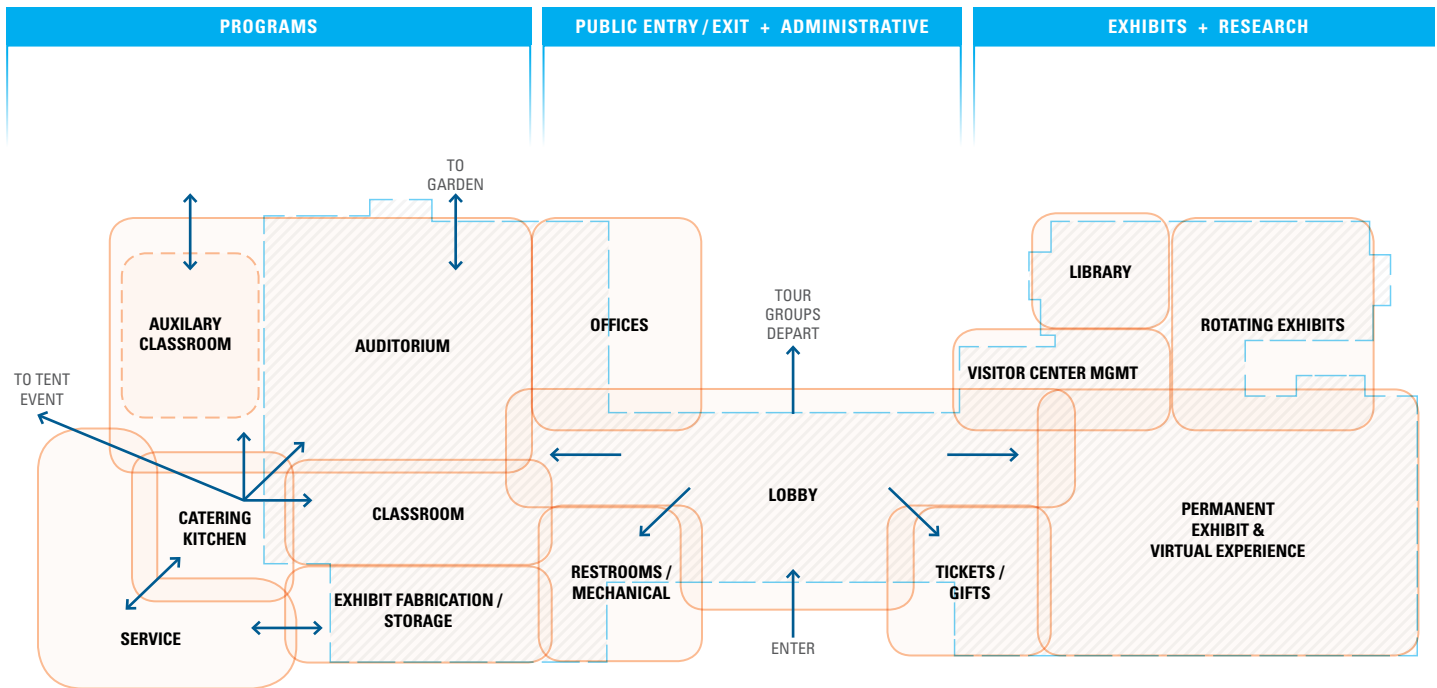 PROGRAMS
PUBLIC ENTRY / EXIT + ADMINISTRATIVE
EXHIBITS + RESEARCH
TO
GARDEN
AUXILARY
CLASSROOM
AUDITORIUM
OFFICES
TOUR
GROUPS
DEPART
LIBRARY
ROTATING EXHIBITS
VISITOR CENTER MGMT
TO TENT
EVENT
CATERING
KITCHEN
CLASSROOM
LOBBY
PERMANENT
EXHIBIT &
VIRTUAL EXPERIENCE
RESTROOMS /
MECHANICAL
TICKETS /
GIFTS
EXHIBIT FABRICATION /
STORAGE
SERVICE
ENTER